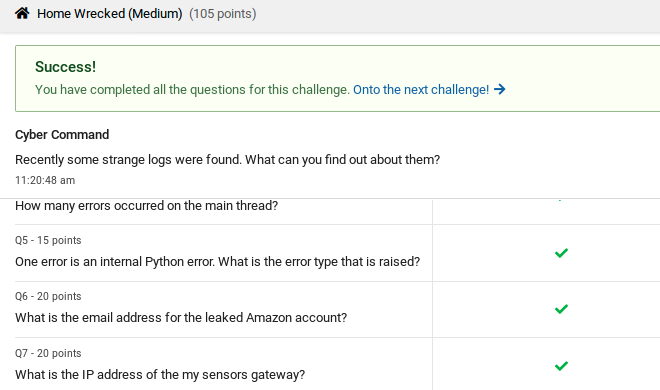 Home Wrecked (Medium) (105 points)
Success!
You have completed all the questions for this challenge. Onto the next challenge!
Cyber Command
Recently some strange logs were found. What can you find out about them?
11:20:48 am
How many errors occurred on the main thread?
Q5 - 15 points
One error is an internal Python error. What is the error type that is raised?
Q6 - 20 points
What is the email address for the leaked Amazon account?
Q7 - 20 points
What is the IP address of the my sensors gateway?